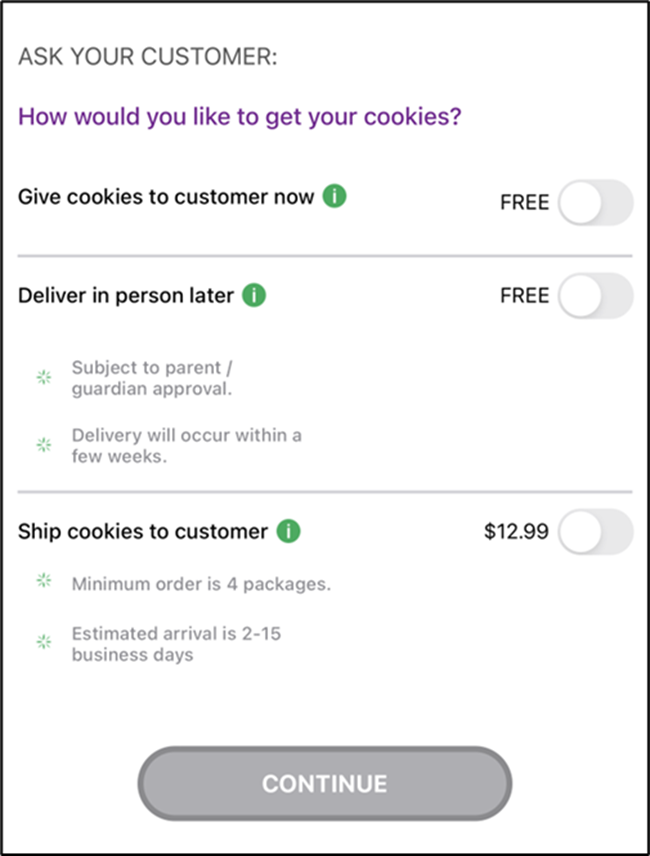 ASK YOUR CUSTOMER:
How would you like to get your cookies?
Give cookies to customer now i FREE
Deliver in person later i FREE
Subject to parent /
guardian approval.
Delivery will occur within a
few weeks.
Ship cookies to customer i $12.99
Minimum order is 4 packages.
Estimated arrival is 2-15
business days
CONTINUE